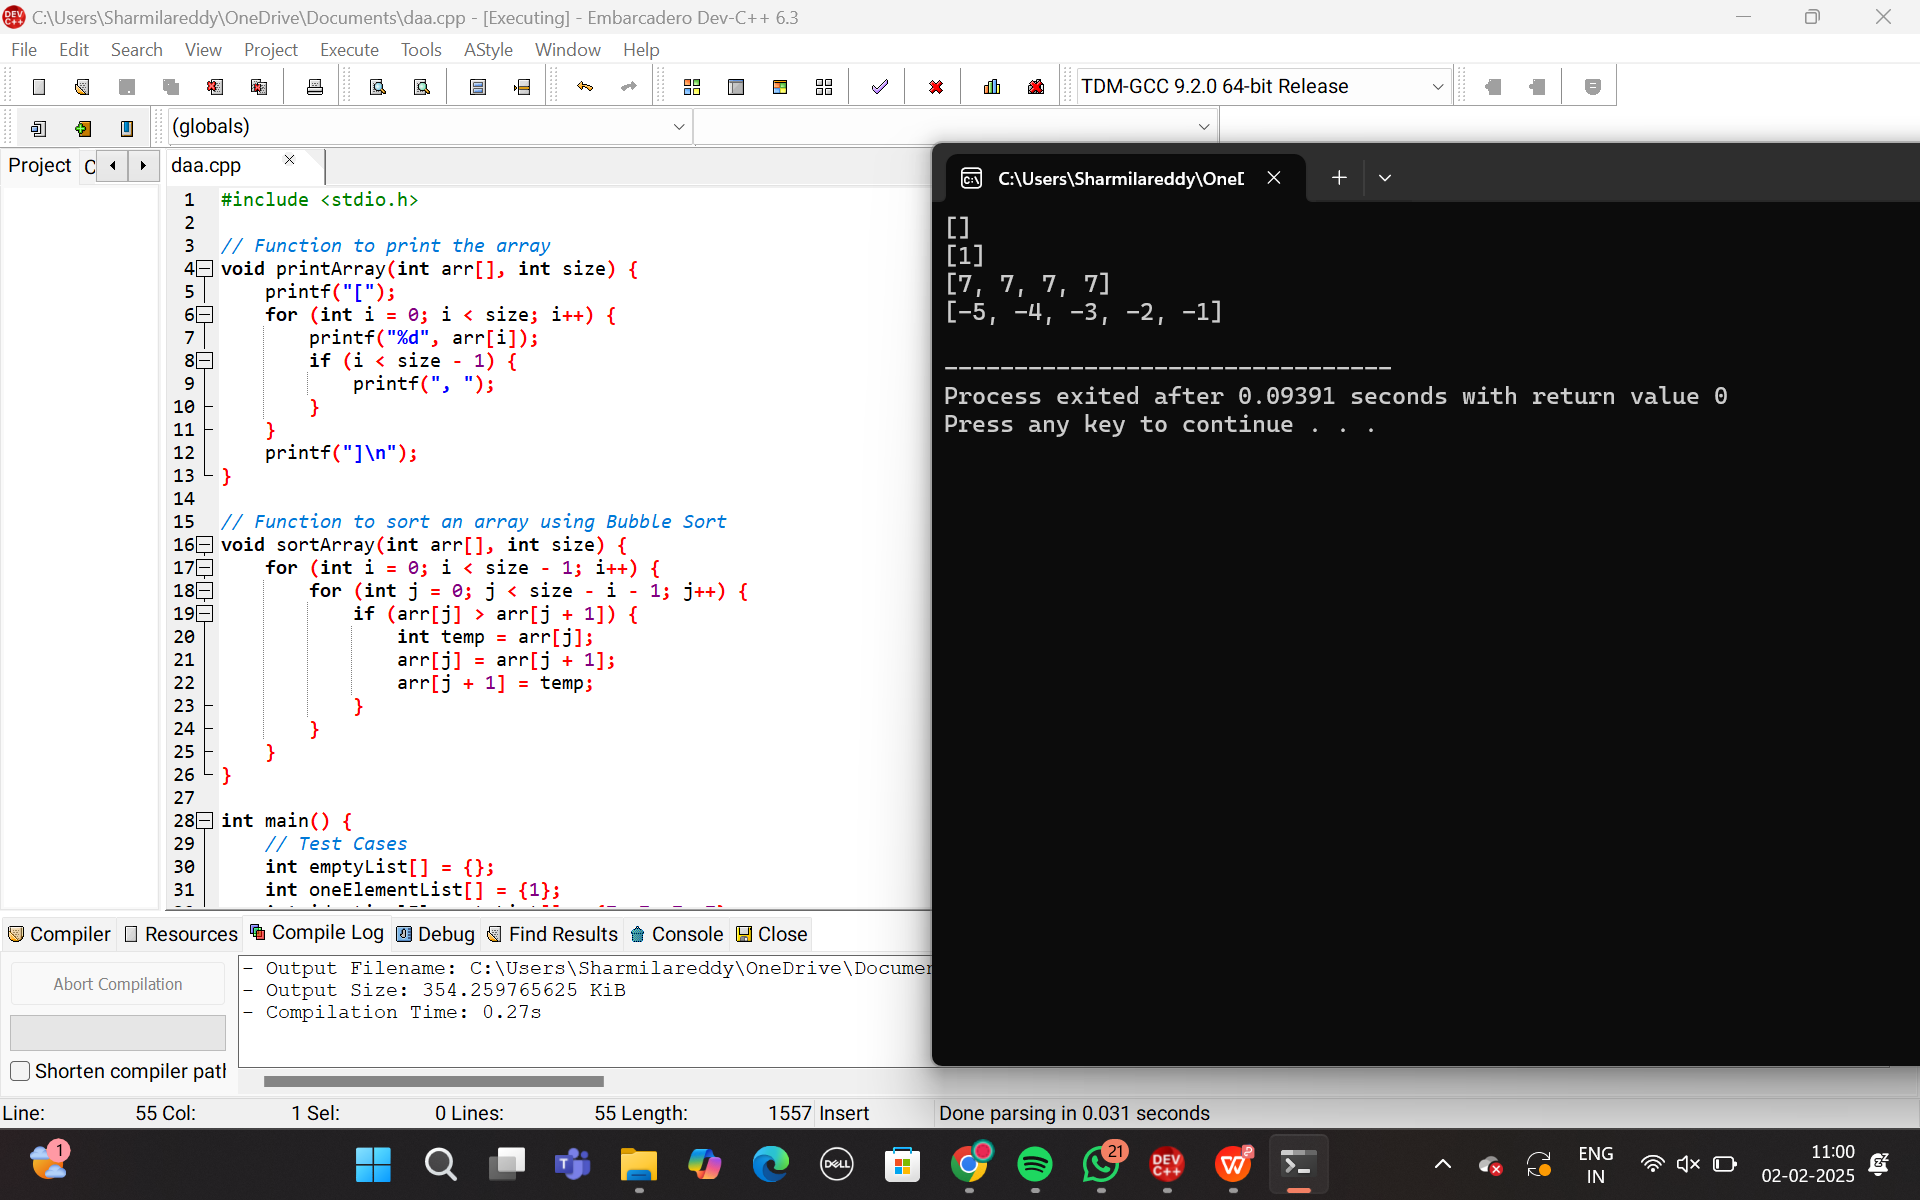 C:\Users\Sharmilareddy\OneDrive\Documents\daa.cpp - [Executing] - Embarcadero Dev-C++ 6.3
File Edit Search View Project Execute Tools AStyle Window Help
TDM-GCC 9.2.0 64-bit Release
(globals)
Project C
daa.cpp
1 #include <stdio.h>
2
3 // Function to print the array
4 void printArray(int arr[], int size) {
5     printf("[");
6     for (int i = 0; i < size; i++) {
7         printf("%d", arr[i]);
8         if (i < size - 1) {
9             printf(", ");
10         }
11     }
12     printf("]\n");
13 }
14
15 // Function to sort an array using Bubble Sort
16 void sortArray(int arr[], int size) {
17     for (int i = 0; i < size - 1; i++) {
18         for (int j = 0; j < size - i - 1; j++) {
19             if (arr[j] > arr[j + 1]) {
20                 int temp = arr[j];
21                 arr[j] = arr[j + 1];
22                 arr[j + 1] = temp;
23             }
24         }
25     }
26 }
27
28 int main() {
29     // Test Cases
30     int emptyList[] = {};
31     int oneElementList[] = {1};
C:\Users\Sharmilareddy\OneD
[]
[1]
[7, 7, 7, 7]
[-5, -4, -3, -2, -1]
--------------------------------
Process exited after 0.09391 seconds with return value 0
Press any key to continue . . .
Compiler Resources Compile Log Debug Find Results Console Close
Abort Compilation
Shorten compiler path
- Output Filename: C:\Users\Sharmilareddy\OneDrive\Documen
- Output Size: 354.259765625 KiB
- Compilation Time: 0.27s
Line: 55 Col: 1 Sel: 0 Lines: 55 Length: 1557 Insert Done parsing in 0.031 seconds
1
DELL
21
DEV C++
ENG
IN
11:00
02-02-2025